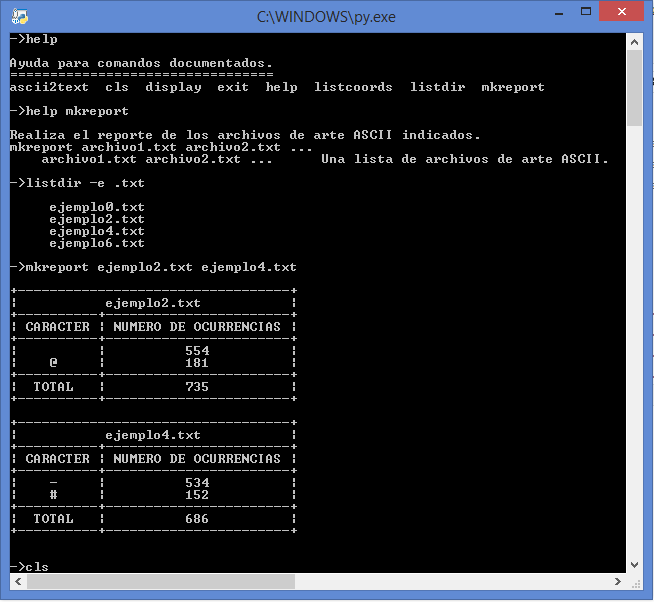 C:\WINDOWS\py.exe
->help
Ayuda para comandos documentados.
=================================
ascii2text  cls  display  exit  help  listcoords  listdir  mkreport
->help mkreport
Realiza el reporte de los archivos de arte ASCII indicados.
mkreport archivo1.txt archivo2.txt ...
    archivo1.txt archivo2.txt ...      Una lista de archivos de arte ASCII.
->listdir -e .txt
     ejemplo0.txt
     ejemplo2.txt
     ejemplo4.txt
     ejemplo6.txt
->mkreport ejemplo2.txt ejemplo4.txt
+----------------------------------+
¦           ejemplo2.txt           ¦
+----------+-----------------------+
¦ CARACTER ¦ NUMERO DE OCURRENCIAS ¦
+----------+-----------------------+
¦          ¦          554          ¦
¦    @     ¦          181          ¦
+----------+-----------------------+
¦  TOTAL   ¦          735          ¦
+----------+-----------------------+
+----------------------------------+
¦           ejemplo4.txt           ¦
+----------+-----------------------+
¦ CARACTER ¦ NUMERO DE OCURRENCIAS ¦
+----------+-----------------------+
¦    -     ¦          534          ¦
¦    #     ¦          152          ¦
+----------+-----------------------+
¦  TOTAL   ¦          686          ¦
+----------+-----------------------+
->cls